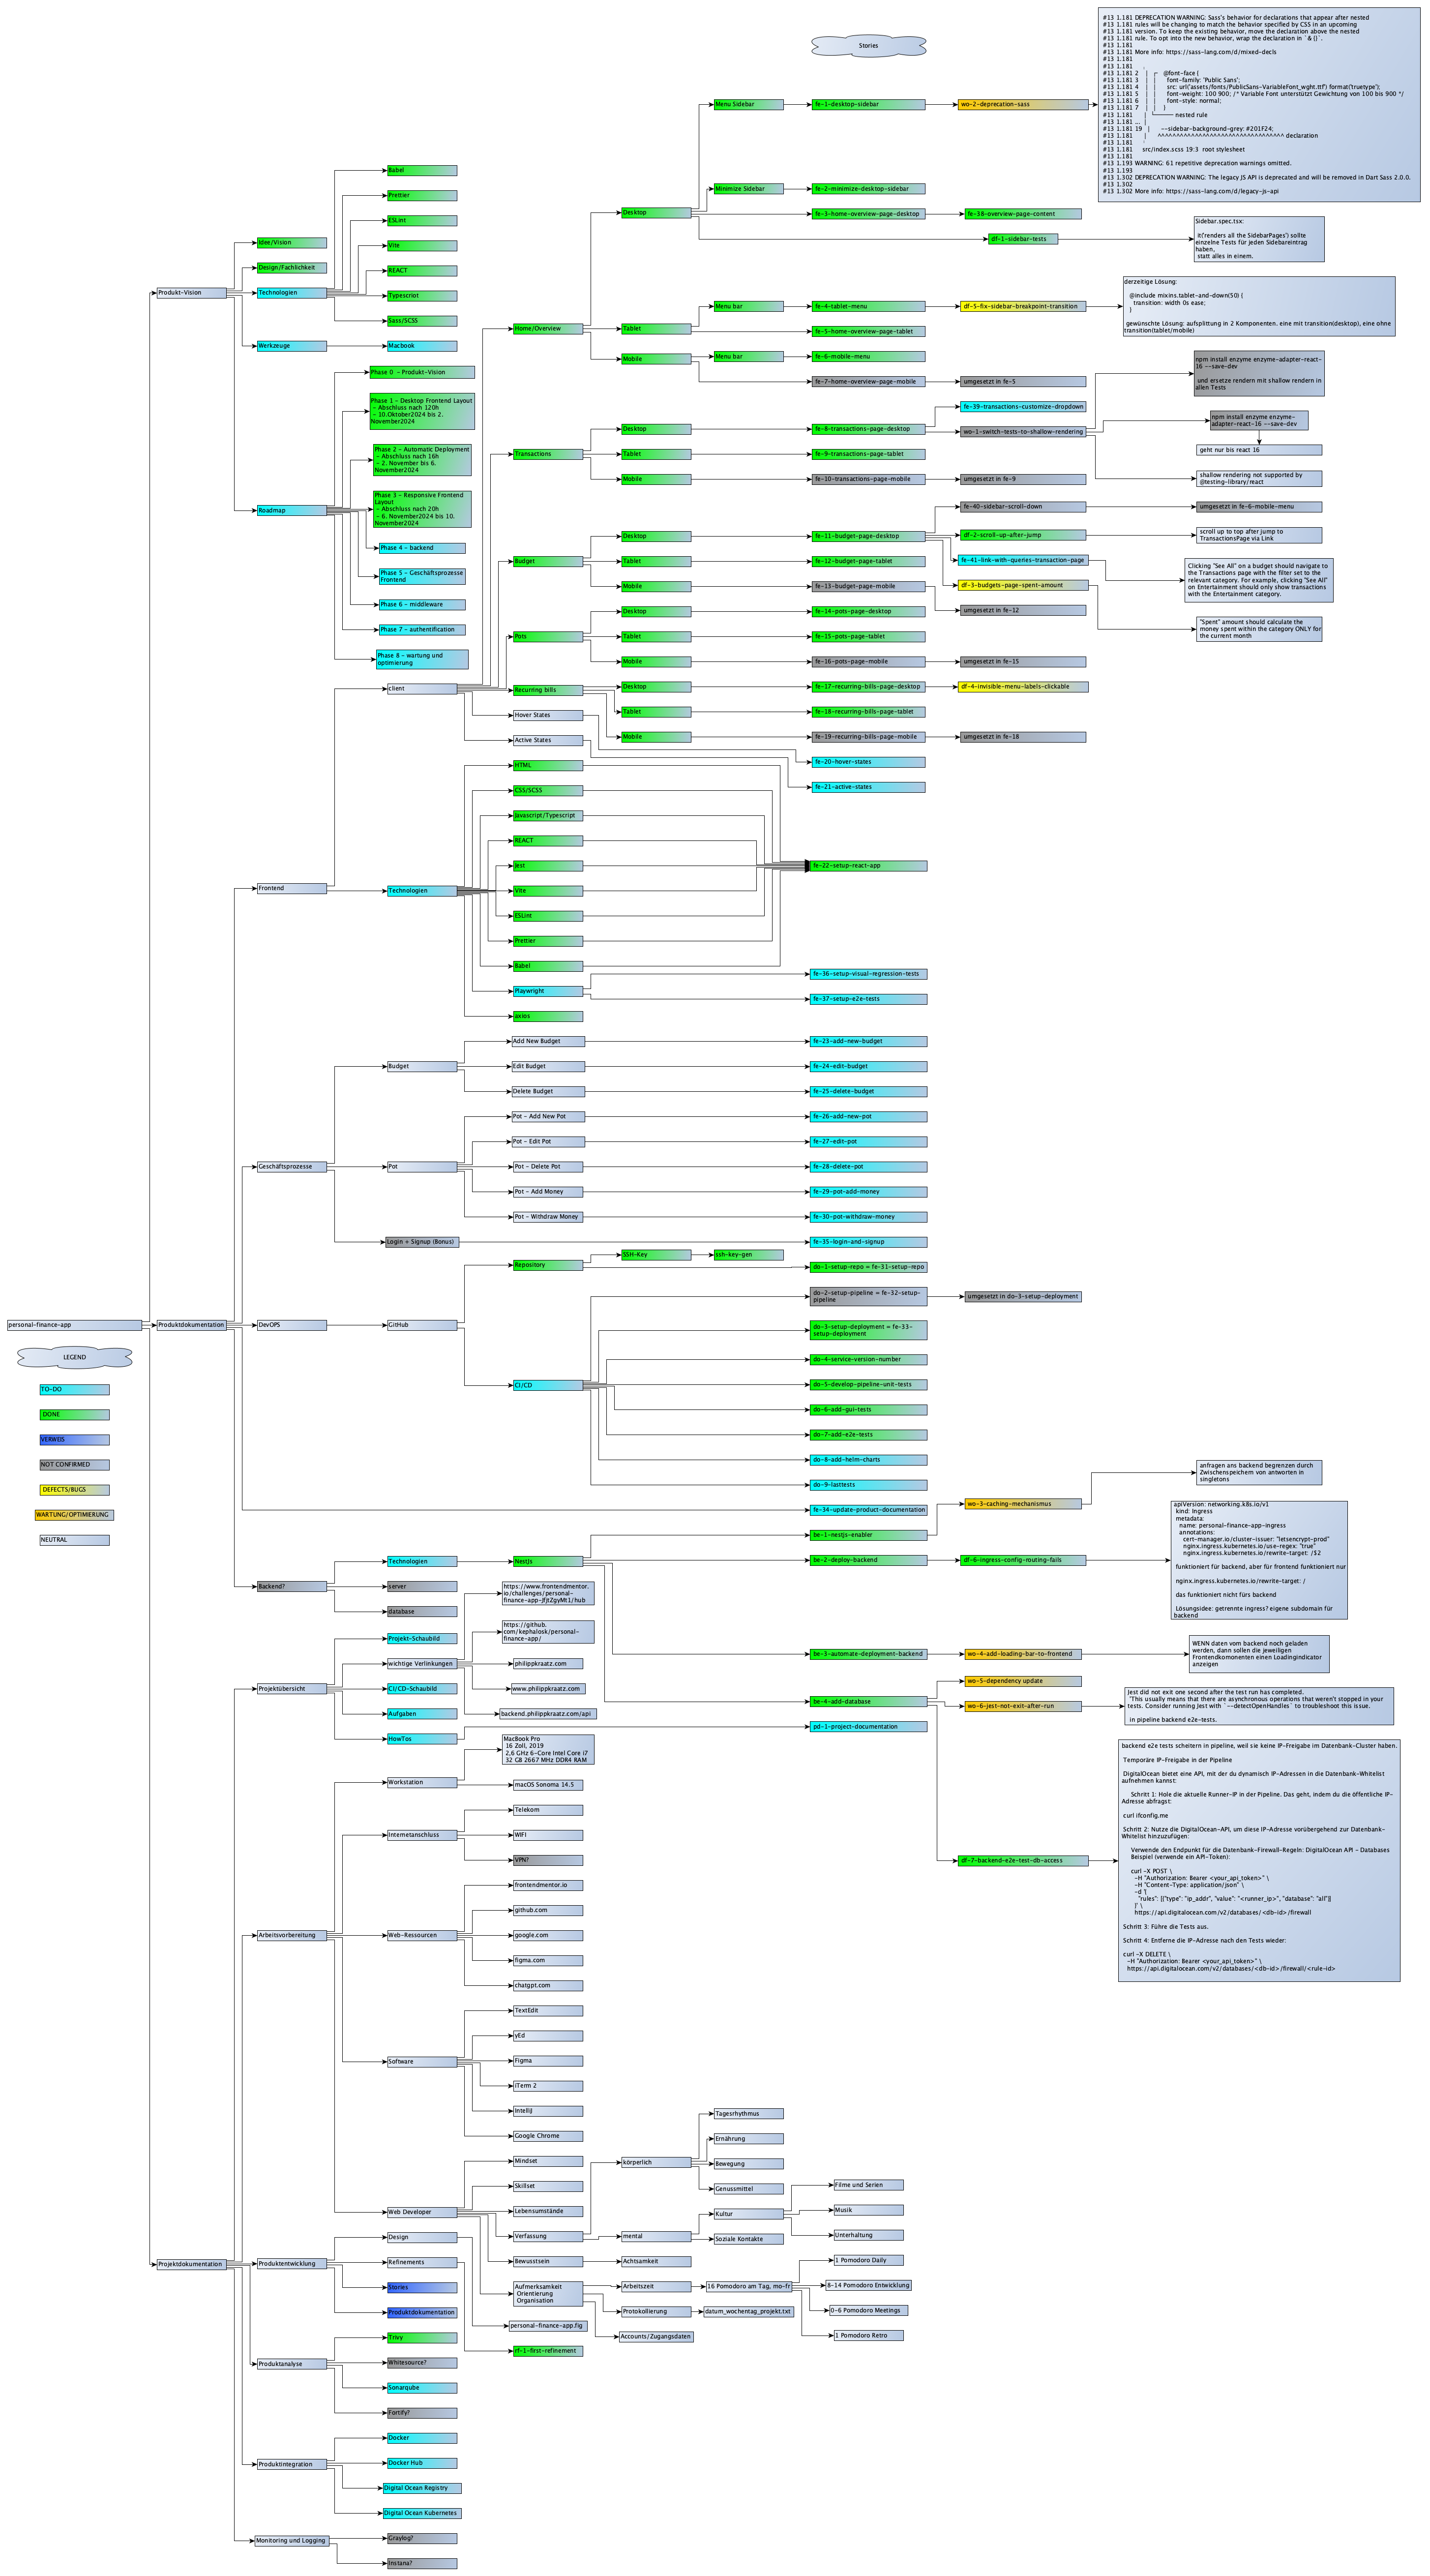 Stories
#13 1.181 DEPRECATION WARNING: Sass's behavior for declarations that appear after nested
#13 1.181 rules will be changing to match the behavior specified by CSS in an upcoming
#13 1.181 version. To keep the existing behavior, move the declaration above the nested
#13 1.181 rule. To opt into the new behavior, wrap the declaration in `& {}`.
#13 1.181
#13 1.181 More info: https://sass-lang.com/d/mixed-decls
#13 1.181
#13 1.181    ╷
#13 1.181 2  │ ┌   @font-face {
#13 1.181 3  │ │     font-family: 'Public Sans';
#13 1.181 4  │ │     src: url('assets/fonts/PublicSans-VariableFont_wght.ttf') format('truetype');
#13 1.181 5  │ │     font-weight: 100 900; /* Variable Font unterstützt Gewichtung von 100 bis 900 */
#13 1.181 6  │ │     font-style: normal;
#13 1.181 7  │ │   }
#13 1.181    │ └──── nested rule
#13 1.181 ... │
#13 1.181 19 │     --sidebar-background-grey: #201F24;
#13 1.181    │     ^^^^^^^^^^^^^^^^^^^^^^^^^^^^^^^^^^ declaration
#13 1.181    ╵
#13 1.181     src/index.scss 19:3  root stylesheet
#13 1.181
#13 1.193 WARNING: 61 repetitive deprecation warnings omitted.
#13 1.193
#13 1.302 DEPRECATION WARNING: The legacy JS API is deprecated and will be removed in Dart Sass 2.0.0.
#13 1.302
#13 1.302 More info: https://sass-lang.com/d/legacy-js-api
Menu Sidebar
fe-1-desktop-sidebar
wo-2-deprecation-sass
Babel
Prettier
ESLint
Vite
REACT
Typescript
Sass/SCSS
Idee/Vision
Design/Fachlichkeit
Produkt-Vision
Technologien
Werkzeuge
Macbook
Minimize Sidebar
fe-2-minimize-desktop-sidebar
Desktop
fe-3-home-overview-page-desktop
fe-38-overview-page-content
df-1-sidebar-tests
Sidebar.spec.tsx:
it('renders all the SidebarPages') sollte
einzelne Tests für jeden Sidebareintrag
haben,
statt alles in einem.
Home/Overview
Menu bar
fe-4-tablet-menu
df-5-fix-sidebar-breakpoint-transition
derzeitige Lösung:
@include mixins.tablet-and-down(50) {
transition: width 0s ease;
}
gewünschte Lösung: aufsplittung in 2 Komponenten. eine mit transition(desktop), eine ohne
transition(tablet/mobile)
Tablet
fe-5-home-overview-page-tablet
Mobile
Menu bar
fe-6-mobile-menu
fe-7-home-overview-page-mobile
umgesetzt in fe-5
npm install enzyme enzyme-adapter-react-
16 --save-dev
und ersetze rendern mit shallow rendern in
allen Tests
Phase 0 - Produkt-Vision
Phase 1 - Desktop Frontend Layout
- Abschluss nach 120h
- 10.Oktober2024 bis 2.
November2024
Phase 2 - Automatic Deployment
- Abschluss nach 16h
- 2. November bis 6.
November2024
Phase 3 - Responsive Frontend
Layout
- Abschluss nach 20h
- 6. November2024 bis 10.
November2024
Roadmap
Phase 4 - backend
Phase 5 - Geschäftsprozesse
Frontend
Phase 6 - middleware
Phase 7 - authentification
Phase 8 - wartung und
optimierung
fe-39-transactions-customize-dropdown
Transactions
Desktop
fe-8-transactions-page-desktop
wo-1-switch-tests-to-shallow-rendering
npm install enzyme enzyme-
adapter-react-16 --save-dev
geht nur bis react 16
Tablet
fe-9-transactions-page-tablet
Mobile
fe-10-transactions-page-mobile
umgesetzt in fe-9
shallow rendering not supported by
@testing-library/react
fe-40-sidebar-scroll-down
umgesetzt in fe-6-mobile-menu
Budget
Desktop
fe-11-budget-page-desktop
df-2-scroll-up-after-jump
scroll up to top after jump to
TransactionsPage via Link
Tablet
fe-12-budget-page-tablet
fe-41-link-with-queries-transaction-page
Clicking "See All" on a budget should navigate to
the Transactions page with the filter set to the
relevant category. For example, clicking "See All"
on Entertainment should only show transactions
with the Entertainment category.
Mobile
fe-13-budget-page-mobile
df-3-budgets-page-spent-amount
umgesetzt in fe-12
"Spent" amount should calculate the
money spent within the category ONLY for
the current month
Pots
Desktop
fe-14-pots-page-desktop
Tablet
fe-15-pots-page-tablet
Mobile
fe-16-pots-page-mobile
umgesetzt in fe-15
client
Recurring bills
Desktop
fe-17-recurring-bills-page-desktop
df-4-invisible-menu-labels-clickable
Tablet
fe-18-recurring-bills-page-tablet
Mobile
fe-19-recurring-bills-page-mobile
umgesetzt in fe-18
Hover States
Active States
fe-20-hover-states
fe-21-active-states
HTML
CSS/SCSS
Javascript/Typescript
REACT
Jest
Vite
ESLint
Prettier
Babel
Playwright
axios
fe-22-setup-react-app
fe-36-setup-visual-regression-tests
fe-37-setup-e2e-tests
Frontend
Technologien
Budget
Add New Budget
fe-23-add-new-budget
Edit Budget
fe-24-edit-budget
Delete Budget
fe-25-delete-budget
Geschäftsprozesse
Pot
Pot - Add New Pot
fe-26-add-new-pot
Pot - Edit Pot
fe-27-edit-pot
Pot - Delete Pot
fe-28-delete-pot
Pot - Add Money
fe-29-pot-add-money
Pot - Withdraw Money
fe-30-pot-withdraw-money
Login + Signup (Bonus)
fe-35-login-and-signup
Repository
SSH-Key
ssh-key-gen
do-1-setup-repo = fe-31-setup-repo
do-2-setup-pipeline = fe-32-setup-
pipeline
umgesetzt in do-3-setup-deployment
personal-finance-app
Produktdokumentation
DevOPS
GitHub
do-3-setup-deployment = fe-33-
setup-deployment
do-4-service-version-number
CI/CD
do-5-develop-pipeline-unit-tests
do-6-add-gui-tests
do-7-add-e2e-tests
do-8-add-helm-charts
do-9-lasttests
fe-34-update-product-documentation
LEGEND
TO-DO
DONE
VERWEIS
NOT CONFIRMED
DEFECTS/BUGS
WARTUNG/OPTIMIERUNG
NEUTRAL
anfragen ans backend begrenzen durch
Zwischenspeichern von antworten in
singletons
wo-3-caching-mechanismus
be-1-nestjs-enabler
Backend?
Technologien
NestJs
be-2-deploy-backend
df-6-ingress-config-routing-fails
apiVersion: networking.k8s.io/v1
kind: Ingress
metadata:
name: personal-finance-app-ingress
annotations:
cert-manager.io/cluster-issuer: "letsencrypt-prod"
nginx.ingress.kubernetes.io/use-regex: "true"
nginx.ingress.kubernetes.io/rewrite-target: /$2
funktioniert für backend, aber für frontend funktioniert nur
nginx.ingress.kubernetes.io/rewrite-target: /
das funktioniert nicht fürs backend
Lösungsidee: getrennte ingress? eigene subdomain für
backend
server
database
https://www.frontendmentor.
io/challenges/personal-
finance-app-JfjtZgyMt1/hub
https://github.
com/kephalosk/personal-
finance-app/
philippkraatz.com
www.philippkraatz.com
backend.philippkraatz.com/api
Projektübersicht
Projekt-Schaubild
wichtige Verlinkungen
CI/CD-Schaubild
Aufgaben
HowTos
pd-1-project-documentation
be-3-automate-deployment-backend
wo-4-add-loading-bar-to-frontend
WENN daten vom backend noch geladen
werden, dann sollen die jeweiligen
Frontendkomonenten einen Loadingindicator
anzeigen
be-4-add-database
wo-5-dependency update
wo-6-jest-not-exit-after-run
Jest did not exit one second after the test run has completed.
'This usually means that there are asynchronous operations that weren't stopped in your
tests. Consider running Jest with `--detectOpenHandles` to troubleshoot this issue.
in pipeline backend e2e-tests.
df-7-backend-e2e-test-db-access
backend e2e tests scheitern in pipeline, weil sie keine IP-Freigabe im Datenbank-Cluster haben.
Temporäre IP-Freigabe in der Pipeline
DigitalOcean bietet eine API, mit der du dynamisch IP-Adressen in die Datenbank-Whitelist
aufnehmen kannst:
Schritt 1: Hole die aktuelle Runner-IP in der Pipeline. Das geht, indem du die öffentliche IP-
Adresse abfragst:
curl ifconfig.me
Schritt 2: Nutze die DigitalOcean-API, um diese IP-Adresse vorübergehend zur Datenbank-
Whitelist hinzuzufügen:
Verwende den Endpunkt für die Datenbank-Firewall-Regeln: DigitalOcean API - Databases
Beispiel (verwende ein API-Token):
curl -X POST \
-H "Authorization: Bearer <your_api_token>" \
-H "Content-Type: application/json" \
-d '{
"rules": [{"type": "ip_addr", "value": "<runner_ip>", "database": "all"}]
}' \
https://api.digitalocean.com/v2/databases/<db-id>/firewall
Schritt 3: Führe die Tests aus.
Schritt 4: Entferne die IP-Adresse nach den Tests wieder:
curl -X DELETE \
-H "Authorization: Bearer <your_api_token>" \
https://api.digitalocean.com/v2/databases/<db-id>/firewall/<rule-id>
Arbeitsvorbereitung
Workstation
MacBook Pro
16 Zoll, 2019
2,6 GHz 6-Core Intel Core i7
32 GB 2667 MHz DDR4 RAM
macOS Sonoma 14.5
Internetanschluss
Telekom
WIFI
VPN?
Web-Ressourcen
frontendmentor.io
github.com
google.com
figma.com
chatgpt.com
Software
TextEdit
yEd
Figma
iTerm 2
IntelliJ
Google Chrome
Web Developer
Mindset
Skillset
Lebensumstände
Verfassung
körperlich
Tagesrhythmus
Ernährung
Bewegung
Genussmittel
mental
Kultur
Filme und Serien
Musik
Unterhaltung
Soziale Kontakte
Bewusstsein
Achtsamkeit
Aufmerksamkeit
Orientierung
Organisation
Arbeitszeit
16 Pomodoro am Tag, mo-fr
1 Pomodoro Daily
8-14 Pomodoro Entwicklung
0-6 Pomodoro Meetings
1 Pomodoro Retro
Protokollierung
datum_wochentag_projekt.txt
Accounts/Zugangsdaten
Projektdokumentation
Produktentwicklung
Design
personal-finance-app.fig
Refinements
rf-1-first-refinement
Stories
Produktdokumentation
Produktanalyse
Trivy
Whitesource?
Sonarqube
Fortify?
Produktintegration
Docker
Docker Hub
Digital Ocean Registry
Digital Ocean Kubernetes
Monitoring und Logging
Graylog?
Instana?